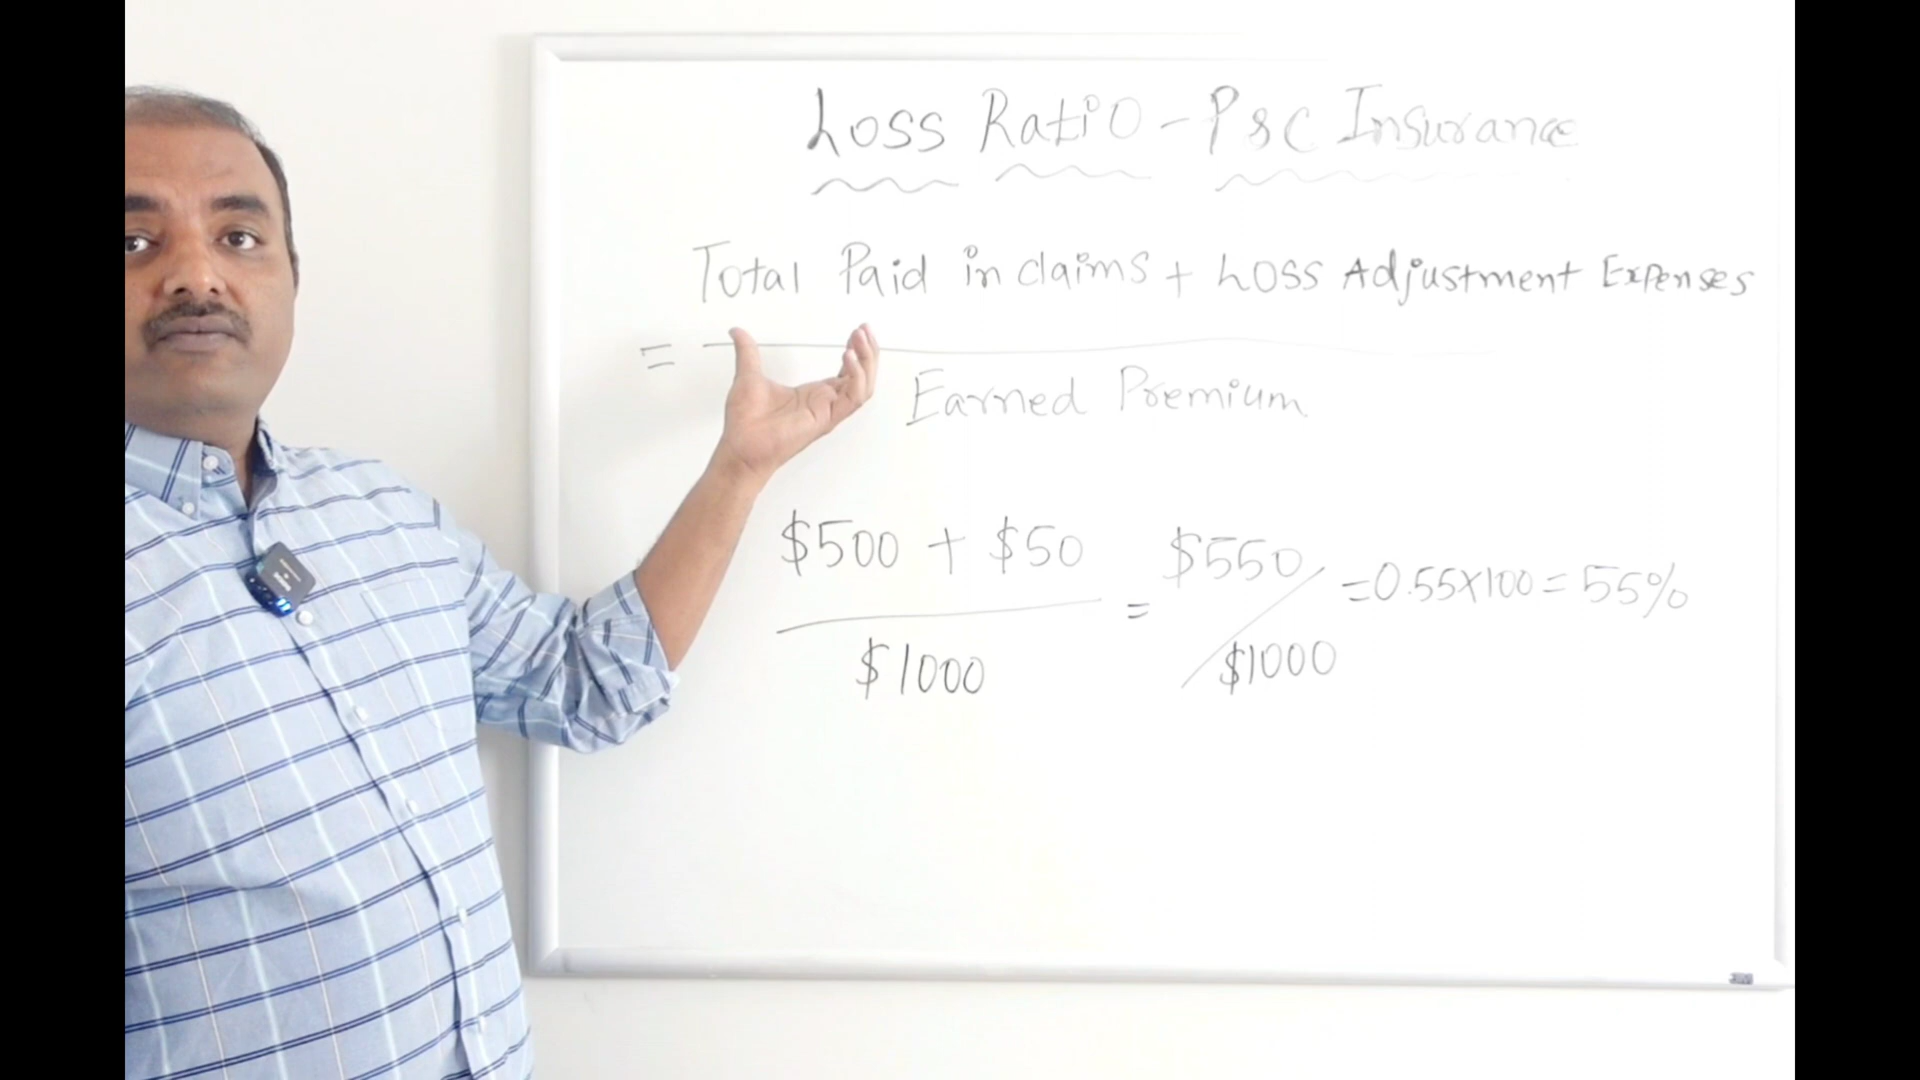 Loss Ratio - P&C Insurance
Total Paid in claims + Loss Adjustment Expenses
=
Earned Premium
$500 + $50
$1000
=
$550
$1000
=0.55x100 = 55%